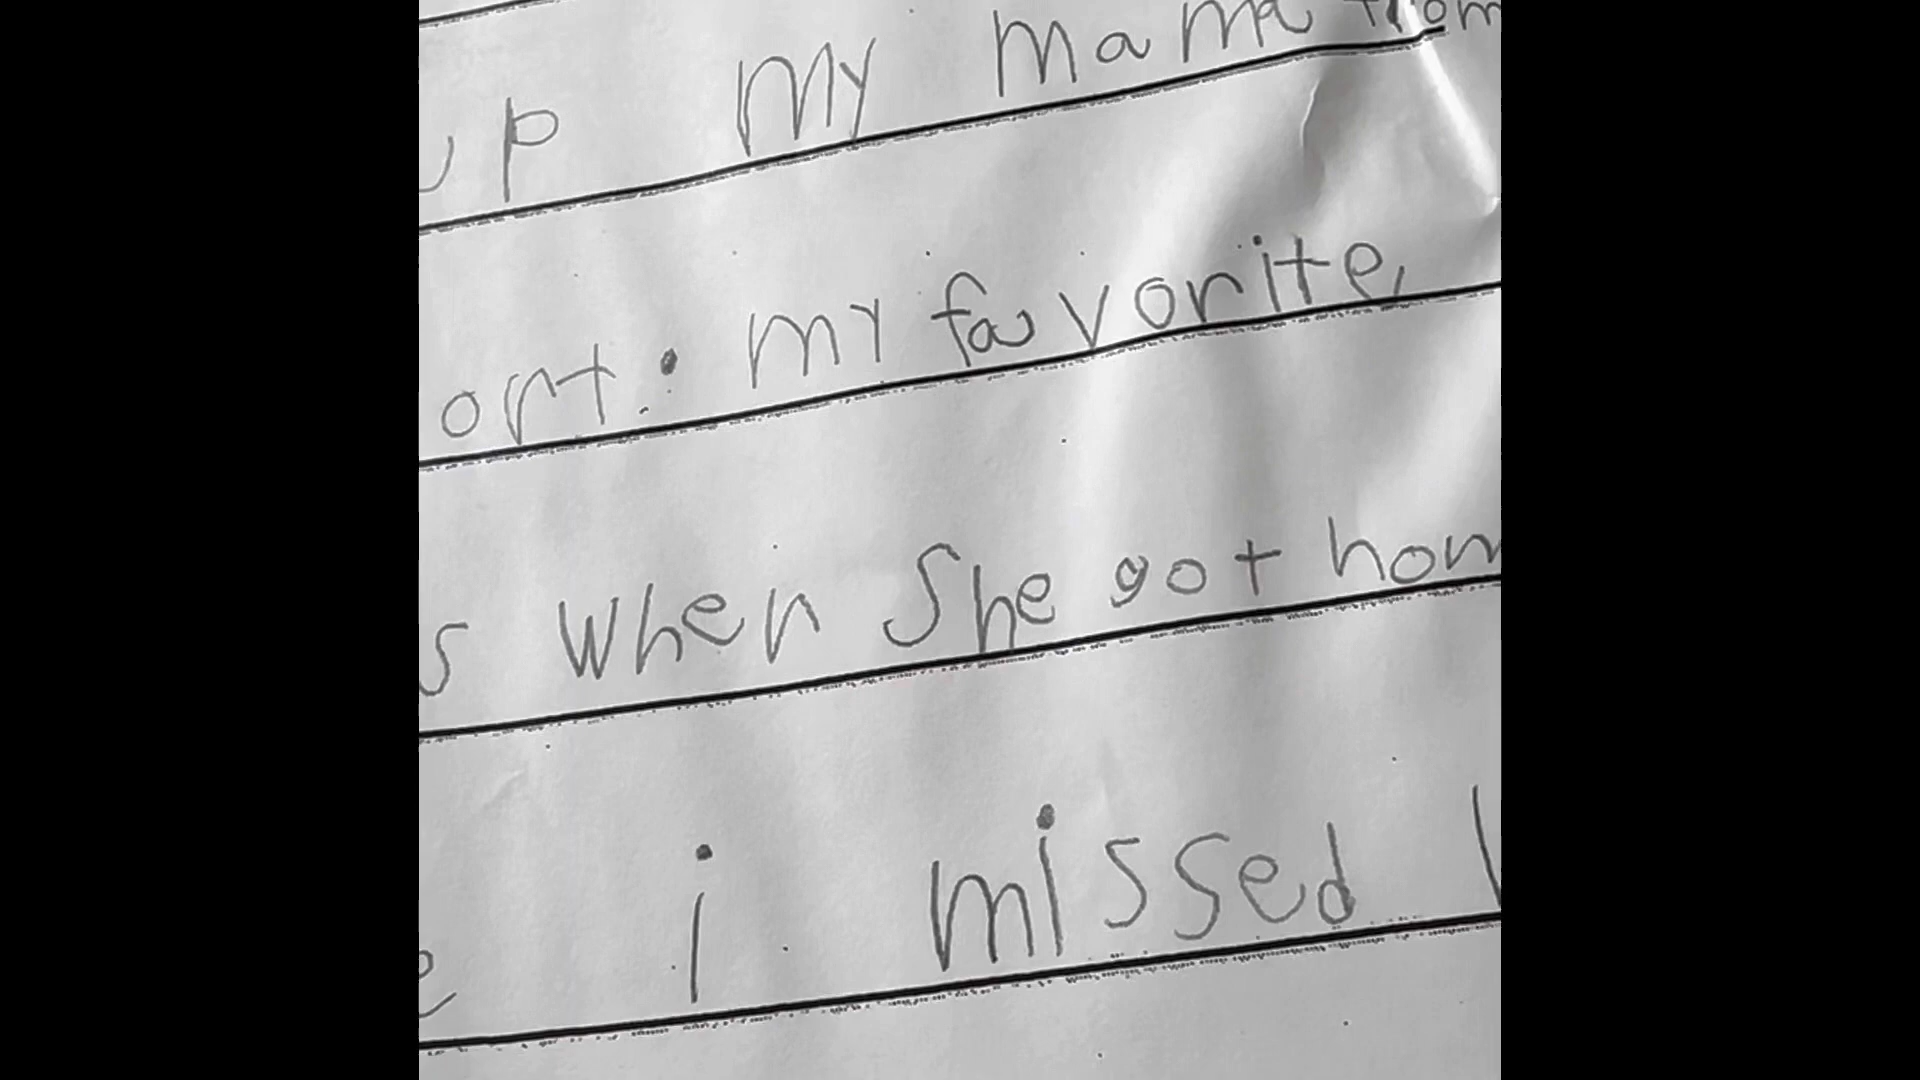 up my mama from
ort. my favorite
s when She got hom
e i missed